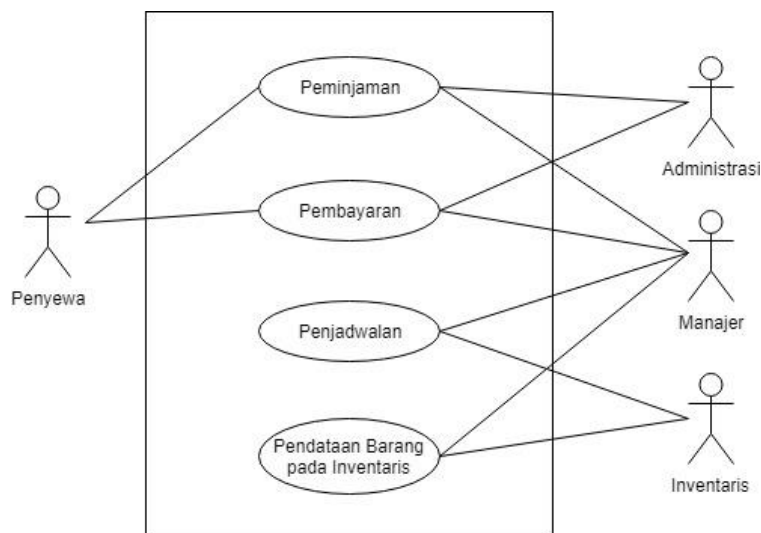 Peminjaman
Administrasi
Pembayaran
Penyewa
Manajer
Penjadwalan
Pendataan Barang
pada Inventaris
Inventaris